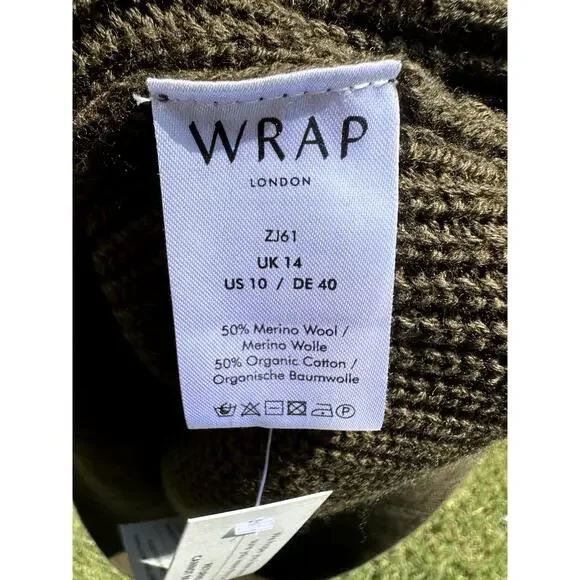 WRAP
LONDON
ZJ61
UK 14
US 10 / DE 40
50% Merino Wool /
Merino Wolle
50% Organic Cotton /
Organische Baumwolle
P